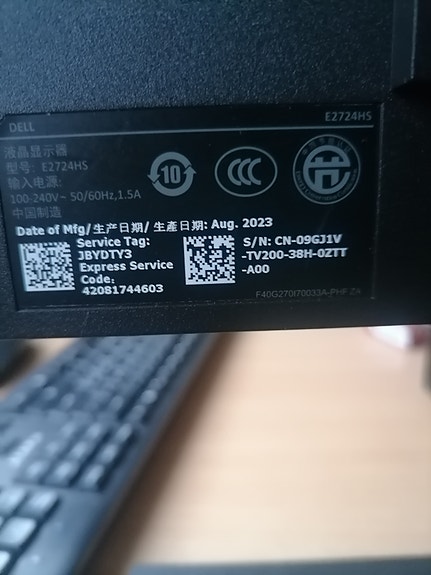 DELL E2724HS
液晶显示器
型号: E2724HS
输入电源:
100-240V~ 50/60Hz,1.5A
中国制造
10
Date of Mfg/生产日期/生產日期: Aug. 2023
Service Tag:
JBYDTY3
Express Service
Code:
42081744603
S/N: CN-09GJ1V
-TV200-38H-0ZTT
-A00